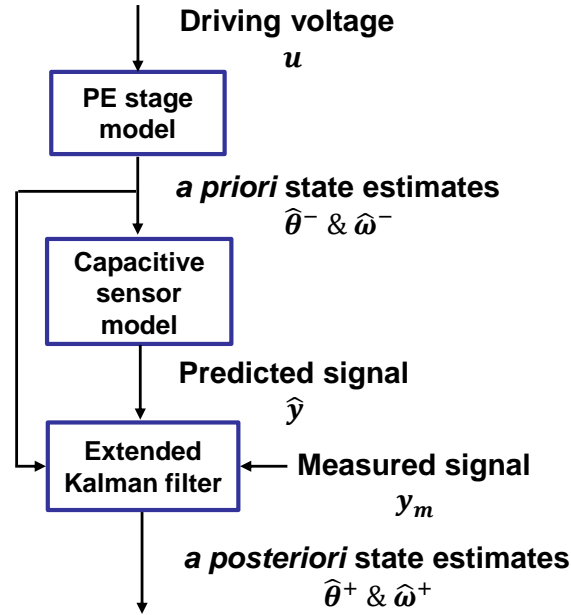 Driving voltage
u
PE stage
model
a priori state estimates
θ̂⁻ & ω̂⁻
Capacitive
sensor
model
Predicted signal
ŷ
Extended
Kalman filter
Measured signal
yₘ
a posteriori state estimates
θ̂⁺ & ω̂⁺